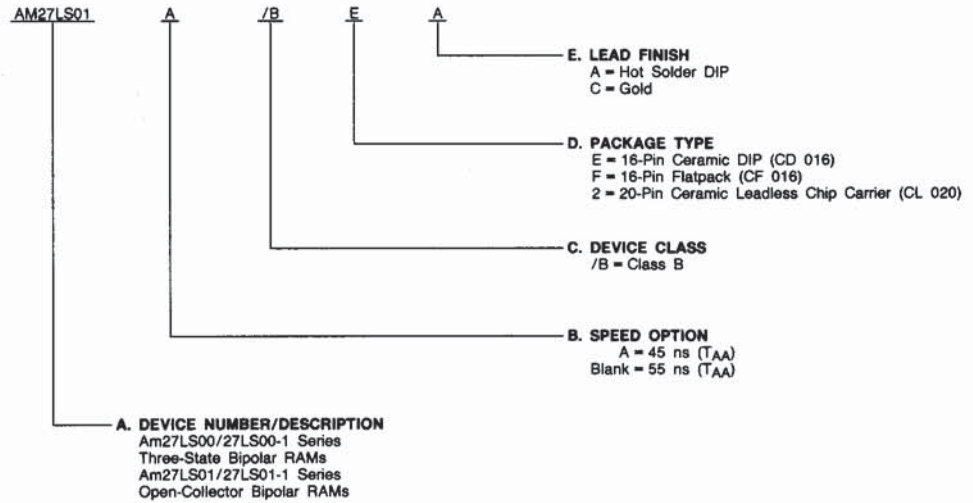 AM27LS01 A /B E A
E. LEAD FINISH
A = Hot Solder DIP
C = Gold
D. PACKAGE TYPE
E = 16-Pin Ceramic DIP (CD 016)
F = 16-Pin Flatpack (CF 016)
2 = 20-Pin Ceramic Leadless Chip Carrier (CL 020)
C. DEVICE CLASS
/B = Class B
B. SPEED OPTION
A = 45 ns (TAA)
Blank = 55 ns (TAA)
A. DEVICE NUMBER/DESCRIPTION
Am27LS00/27LS00-1 Series
Three-State Bipolar RAMs
Am27LS01/27LS01-1 Series
Open-Collector Bipolar RAMs